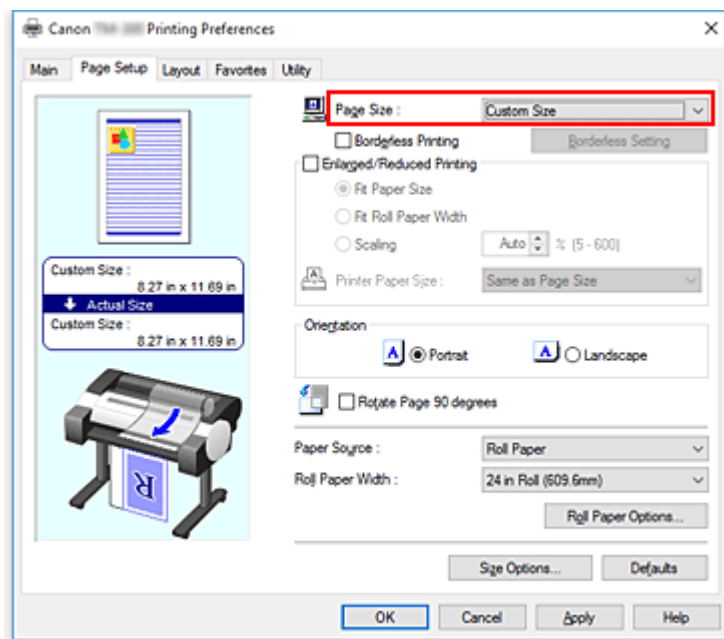 Canon Printing Preferences
Main Page Setup Layout Favorites Utility
Page Size : Custom Size
Borderless Printing Borderless Setting
Enlarged/Reduced Printing
Fit Paper Size
Fit Roll Paper Width
Scaling Auto % (5 - 600)
Printer Paper Size : Same as Page Size
Custom Size :
8.27 in x 11.69 in
Actual Size
Custom Size :
8.27 in x 11.69 in
Orientation
A Portrait A Landscape
Rotate Page 90 degrees
R
Paper Source : Roll Paper
Roll Paper Width : 24 in Roll (609.6mm)
Roll Paper Options...
Size Options... Defaults
OK Cancel Apply Help